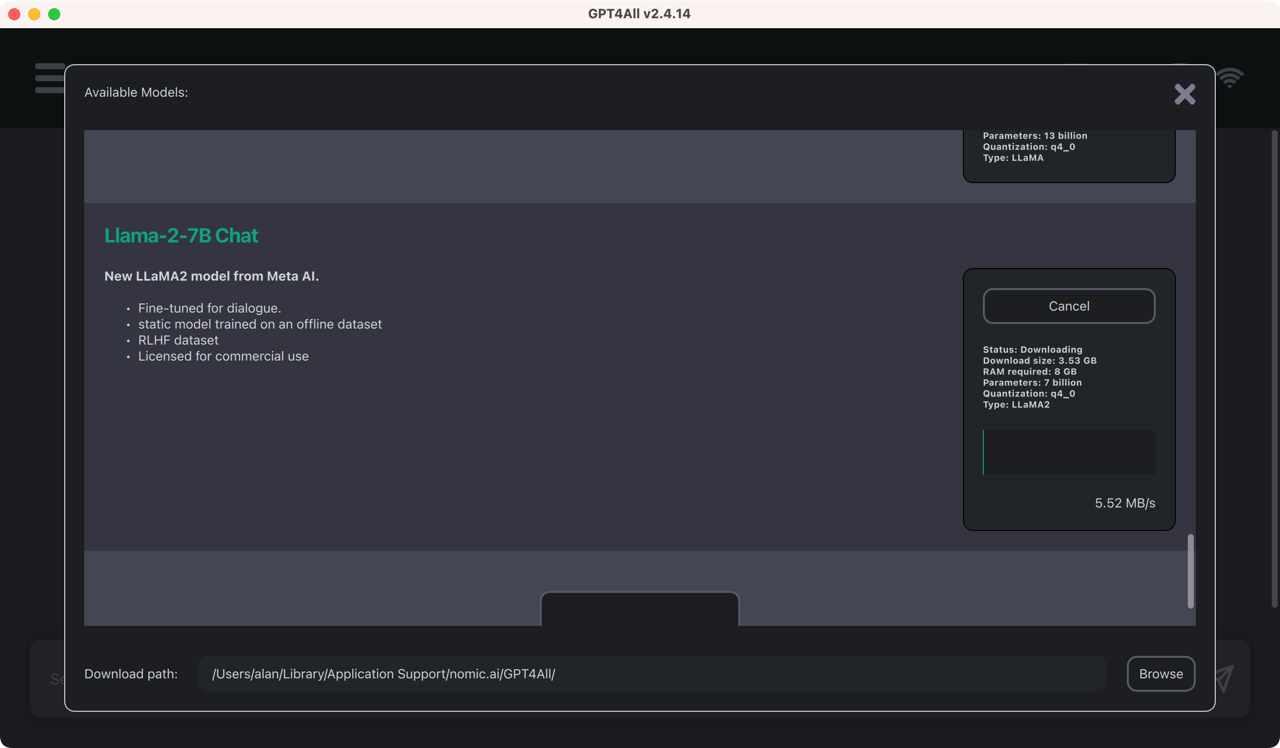 GPT4All v2.4.14
Available Models:
Parameters: 13 billion
Quantization: q4_0
Type: LLaMA
Llama-2-7B Chat
New LLaMA2 model from Meta AI.
• Fine-tuned for dialogue.
• static model trained on an offline dataset
• RLHF dataset
• Licensed for commercial use
Cancel
Status: Downloading
Download size: 3.53 GB
RAM required: 8 GB
Parameters: 7 billion
Quantization: q4_0
Type: LLaMA2
5.52 MB/s
Download path:
/Users/alan/Library/Application Support/nomic.ai/GPT4All/
Browse